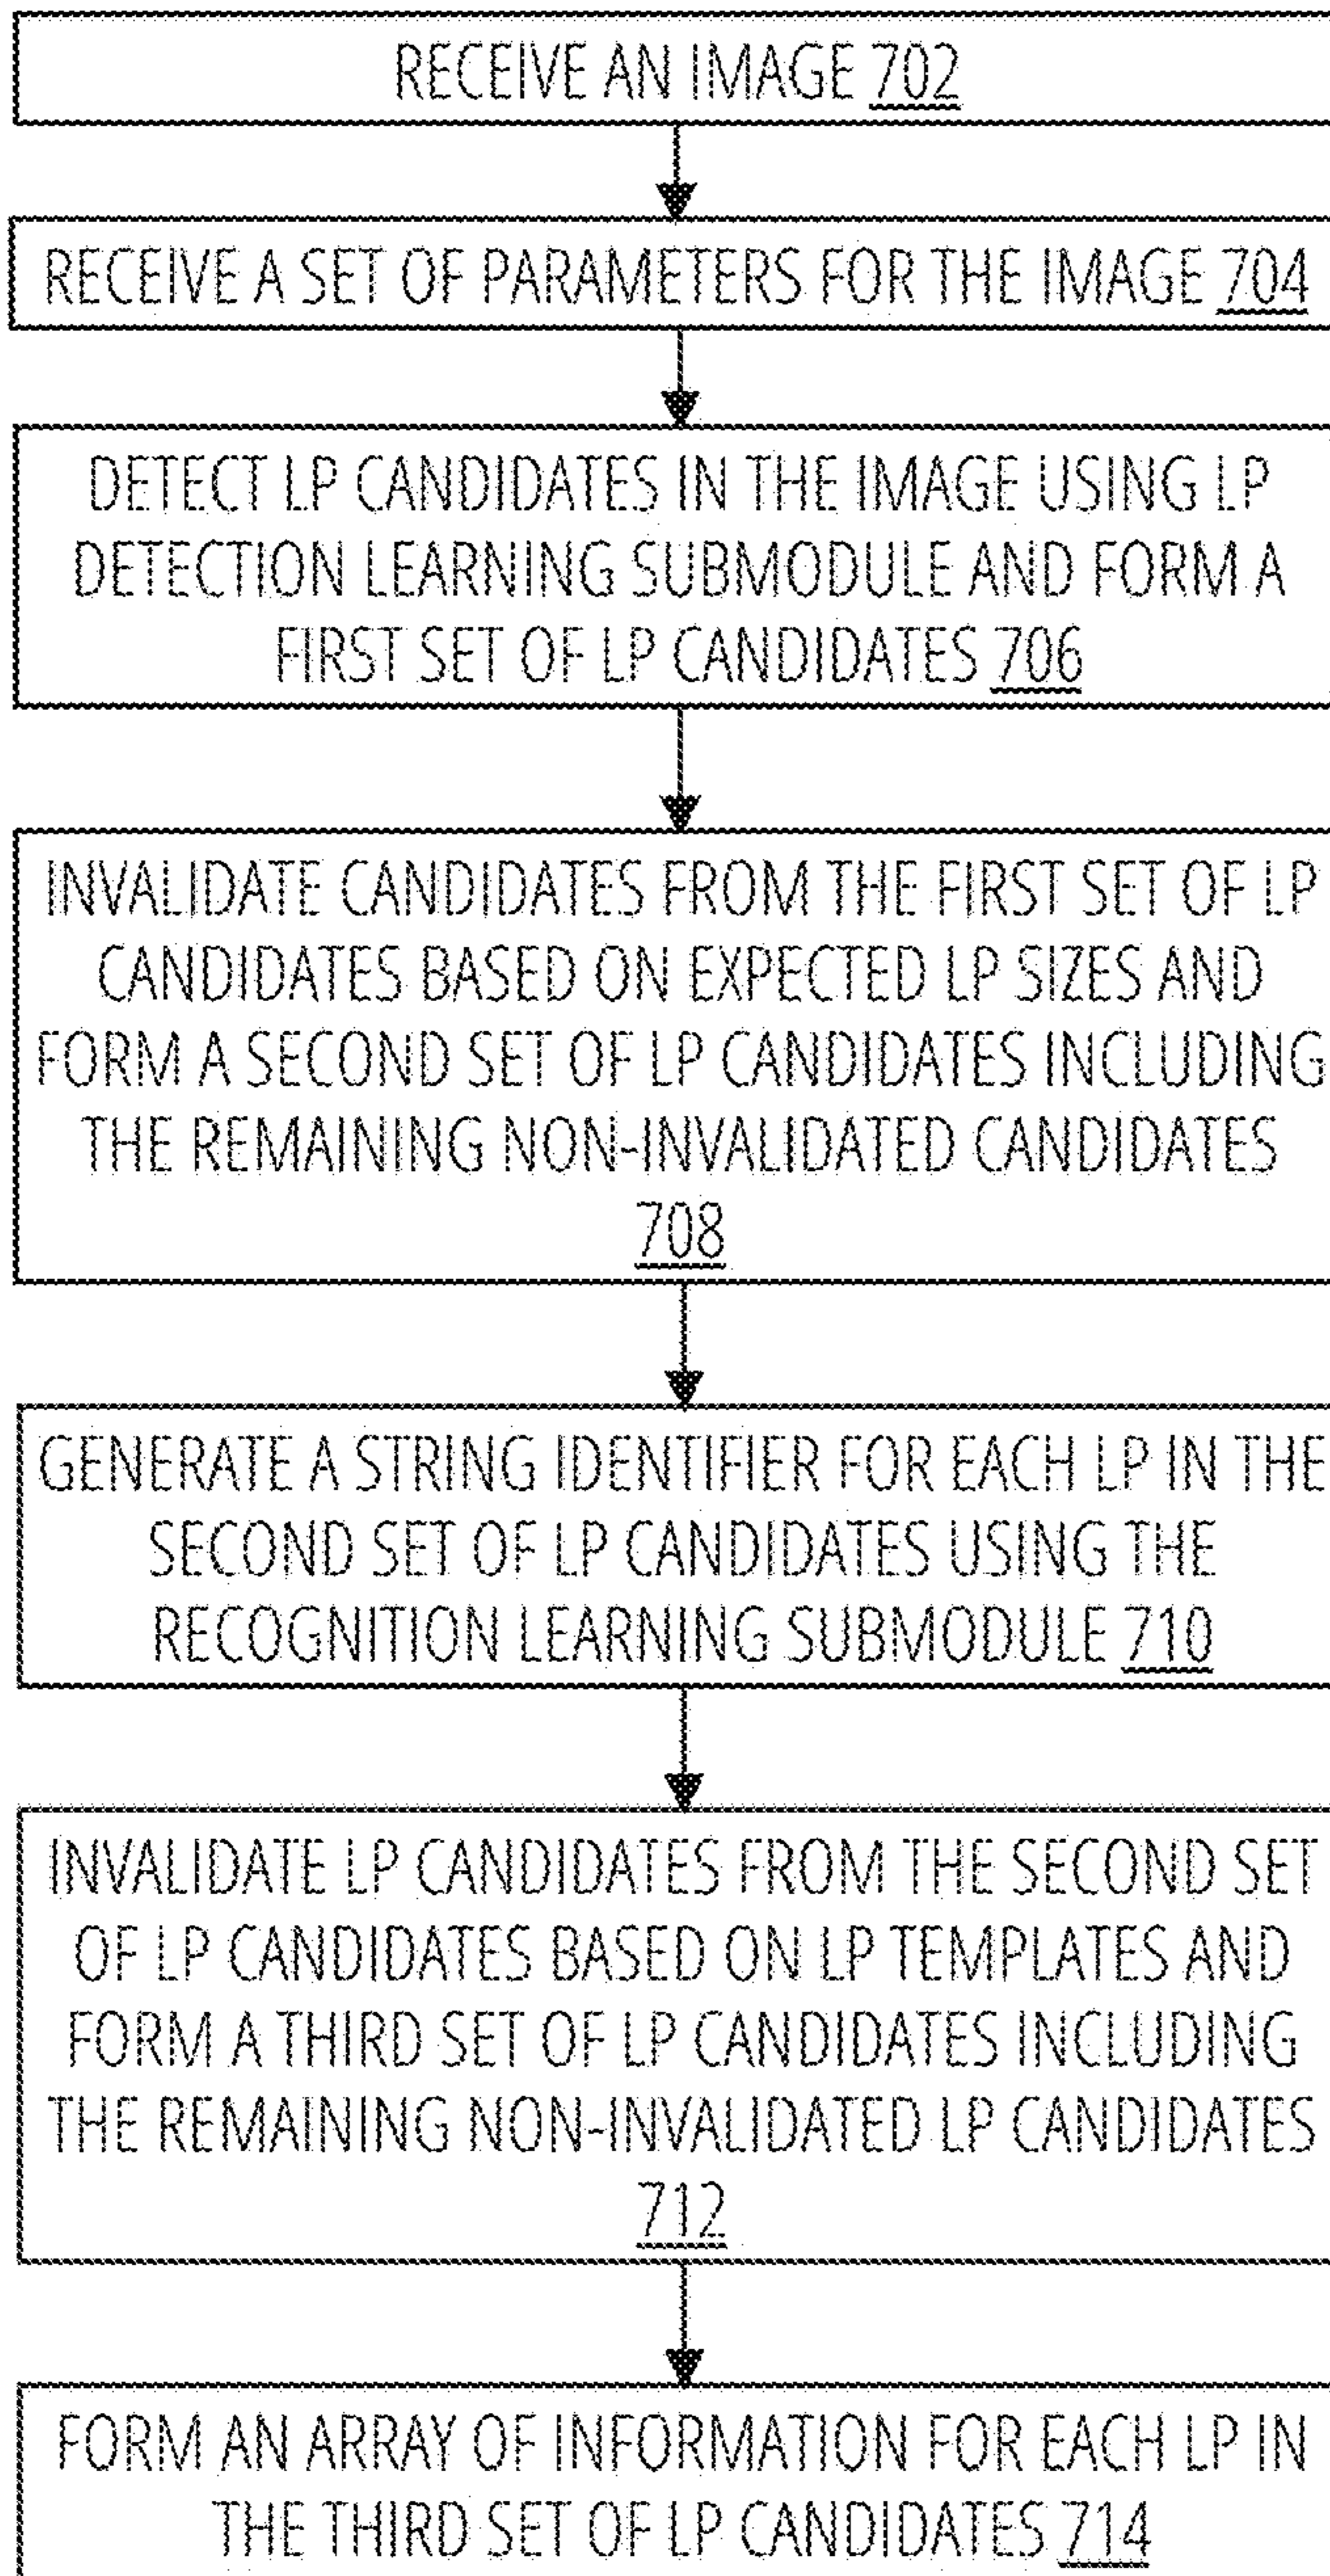 RECEIVE AN IMAGE 702
RECEIVE A SET OF PARAMETERS FOR THE IMAGE 704
DETECT LP CANDIDATES IN THE IMAGE USING LP
DETECTION LEARNING SUBMODULE AND FORM A
FIRST SET OF LP CANDIDATES 706
INVALIDATE CANDIDATES FROM THE FIRST SET OF LP
CANDIDATES BASED ON EXPECTED LP SIZES AND
FORM A SECOND SET OF LP CANDIDATES INCLUDING
THE REMAINING NON-INVALIDATED CANDIDATES
708
GENERATE A STRING IDENTIFIER FOR EACH LP IN THE
SECOND SET OF LP CANDIDATES USING THE
RECOGNITION LEARNING SUBMODULE 710
INVALIDATE LP CANDIDATES FROM THE SECOND SET
OF LP CANDIDATES BASED ON LP TEMPLATES AND
FORM A THIRD SET OF LP CANDIDATES INCLUDING
THE REMAINING NON-INVALIDATED LP CANDIDATES
712
FORM AN ARRAY OF INFORMATION FOR EACH LP IN
THE THIRD SET OF LP CANDIDATES 714